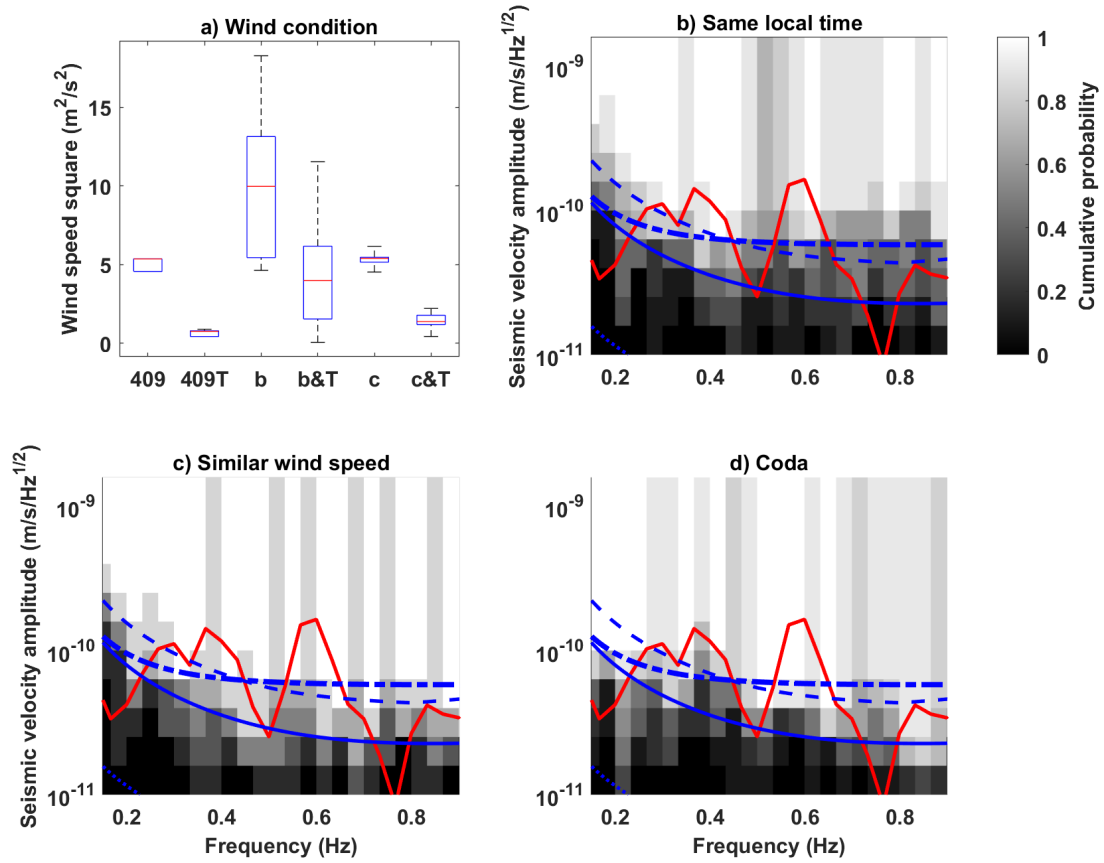 a) Wind condition
Wind speed square (m²/s²)
15
10
5
0
409 409T b b&T c c&T
b) Same local time
Seismic velocity amplitude (m/s/Hz^1/2)
10^-9
10^-10
10^-11
0.2 0.4 0.6 0.8
1
0.8
0.6
0.4
0.2
0
Cumulative probability
c) Similar wind speed
Seismic velocity amplitude (m/s/Hz^1/2)
10^-9
10^-10
10^-11
0.2 0.4 0.6 0.8
Frequency (Hz)
d) Coda
10^-9
10^-10
10^-11
0.2 0.4 0.6 0.8
Frequency (Hz)